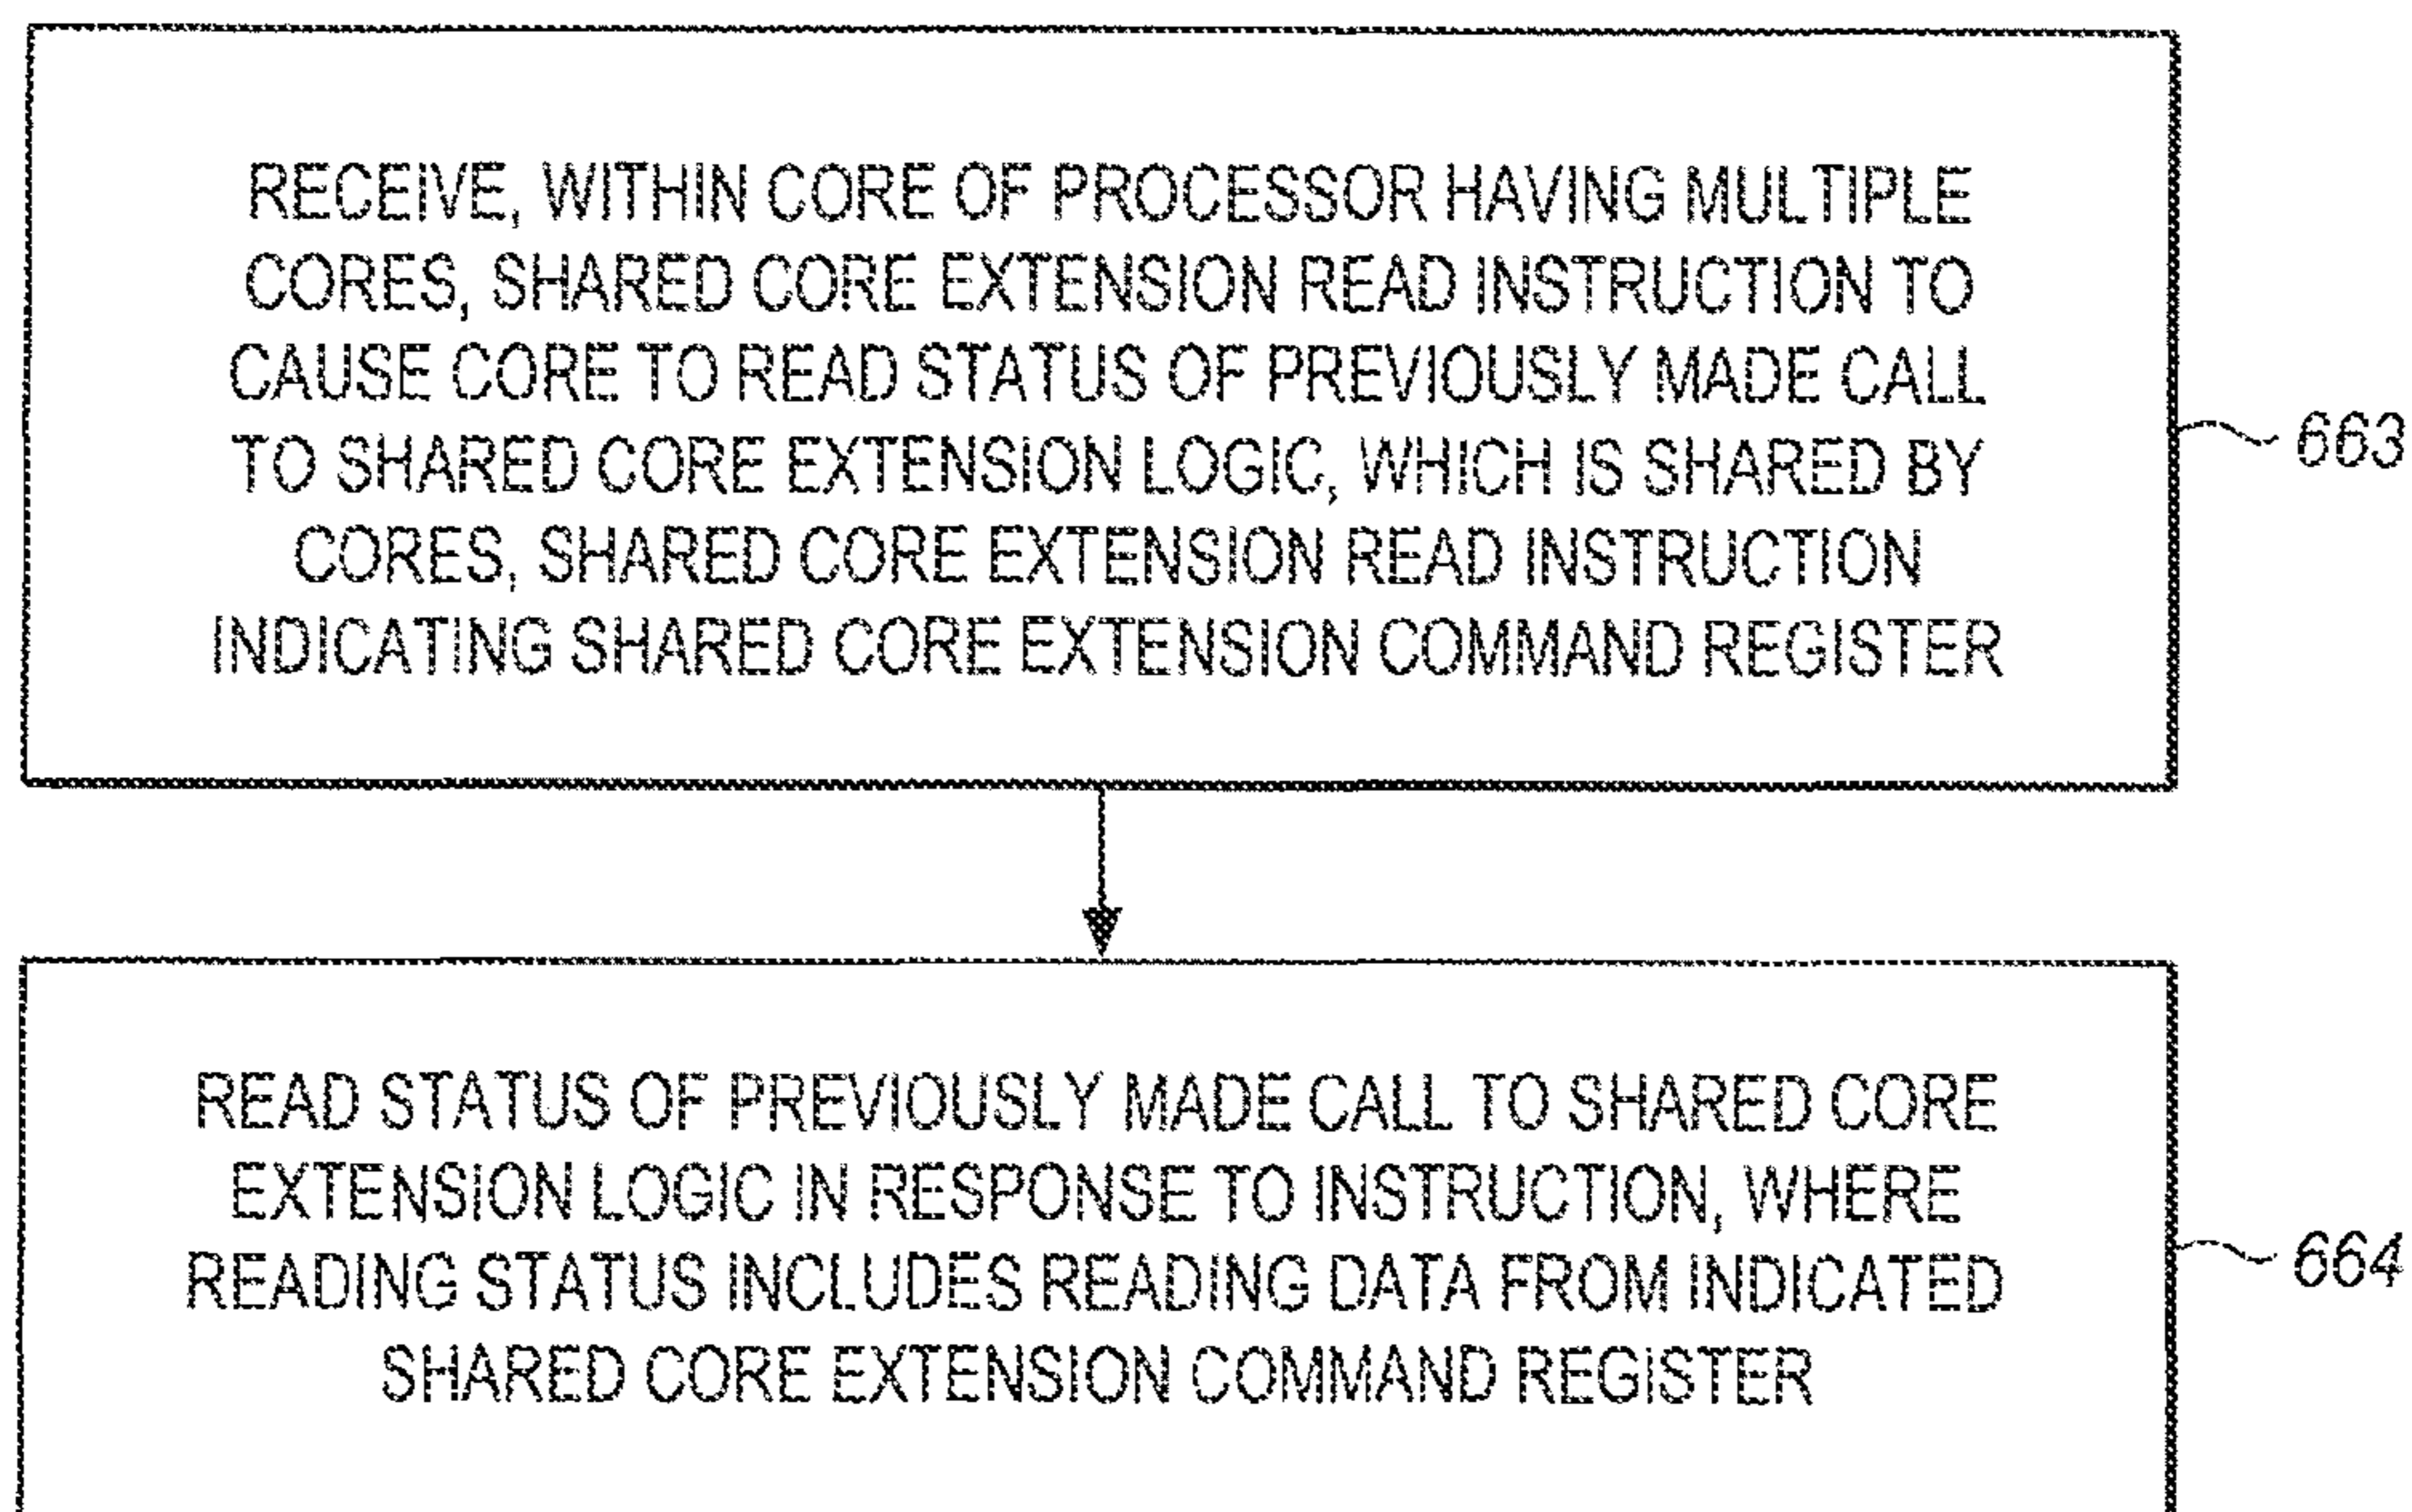 RECEIVE, WITHIN CORE OF PROCESSOR HAVING MULTIPLE
CORES, SHARED CORE EXTENSION READ INSTRUCTION TO
CAUSE CORE TO READ STATUS OF PREVIOUSLY MADE CALL
TO SHARED CORE EXTENSION LOGIC, WHICH IS SHARED BY
CORES, SHARED CORE EXTENSION READ INSTRUCTION
INDICATING SHARED CORE EXTENSION COMMAND REGISTER
663
READ STATUS OF PREVIOUSLY MADE CALL TO SHARED CORE
EXTENSION LOGIC IN RESPONSE TO INSTRUCTION, WHERE
READING STATUS INCLUDES READING DATA FROM INDICATED
SHARED CORE EXTENSION COMMAND REGISTER
664